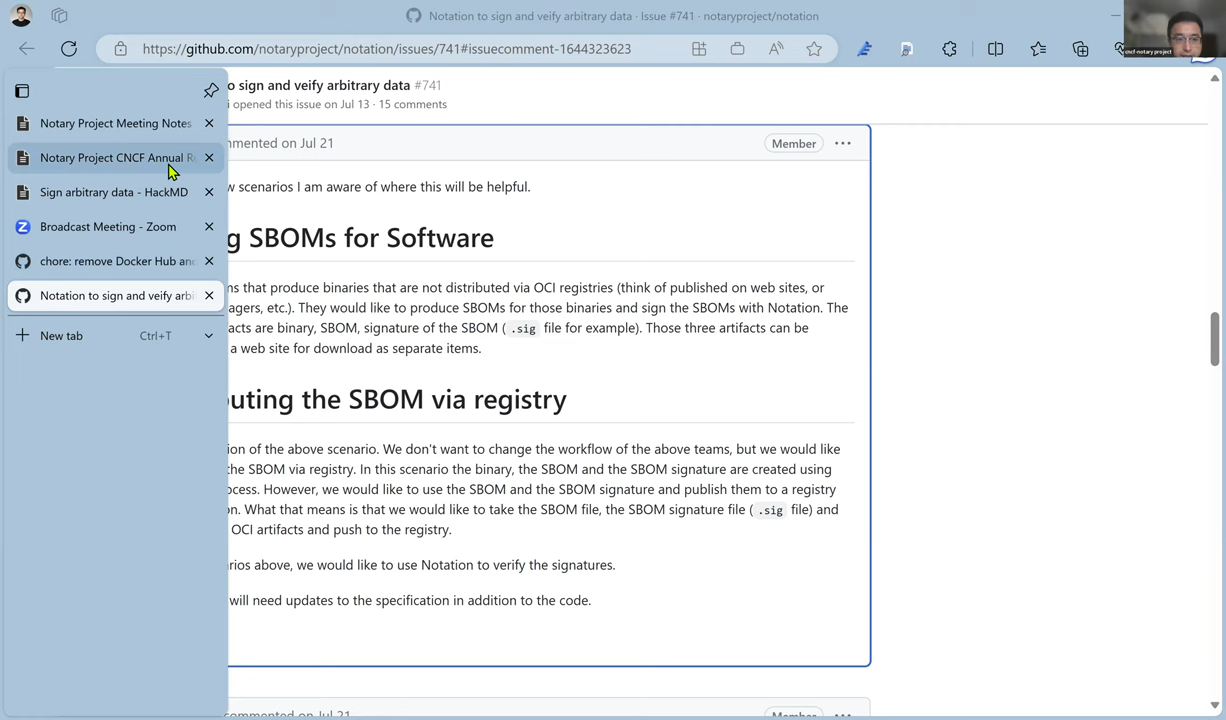 Notation to sign and veify arbitrary data · Issue #741 · notaryproject/notation
https://github.com/notaryproject/notation/issues/741#issuecomment-1644323623
cncf-notary project
to sign and veify arbitrary data #741
opened this issue on Jul 13 · 15 comments
Notary Project Meeting Notes
Notary Project CNCF Annual R
Sign arbitrary data - HackMD
Broadcast Meeting - Zoom
chore: remove Docker Hub an
Notation to sign and veify arbi
New tab Ctrl+T
mmented on Jul 21 Member
w scenarios I am aware of where this will be helpful.
g SBOMs for Software
ms that produce binaries that are not distributed via OCI registries (think of published on web sites, or
agers, etc.). They would like to produce SBOMs for those binaries and sign the SBOMs with Notation. The
acts are binary, SBOM, signature of the SBOM ( .sig file for example). Those three artifacts can be
a web site for download as separate items.
outing the SBOM via registry
ion of the above scenario. We don't want to change the workflow of the above teams, but we would like
the SBOM via registry. In this scenario the binary, the SBOM and the SBOM signature are created using
ocess. However, we would like to use the SBOM and the SBOM signature and publish them to a registry
n. What that means is that we would like to take the SBOM file, the SBOM signature file ( .sig file) and
OCI artifacts and push to the registry.
arios above, we would like to use Notation to verify the signatures.
will need updates to the specification in addition to the code.
commented on Jul 21 Member